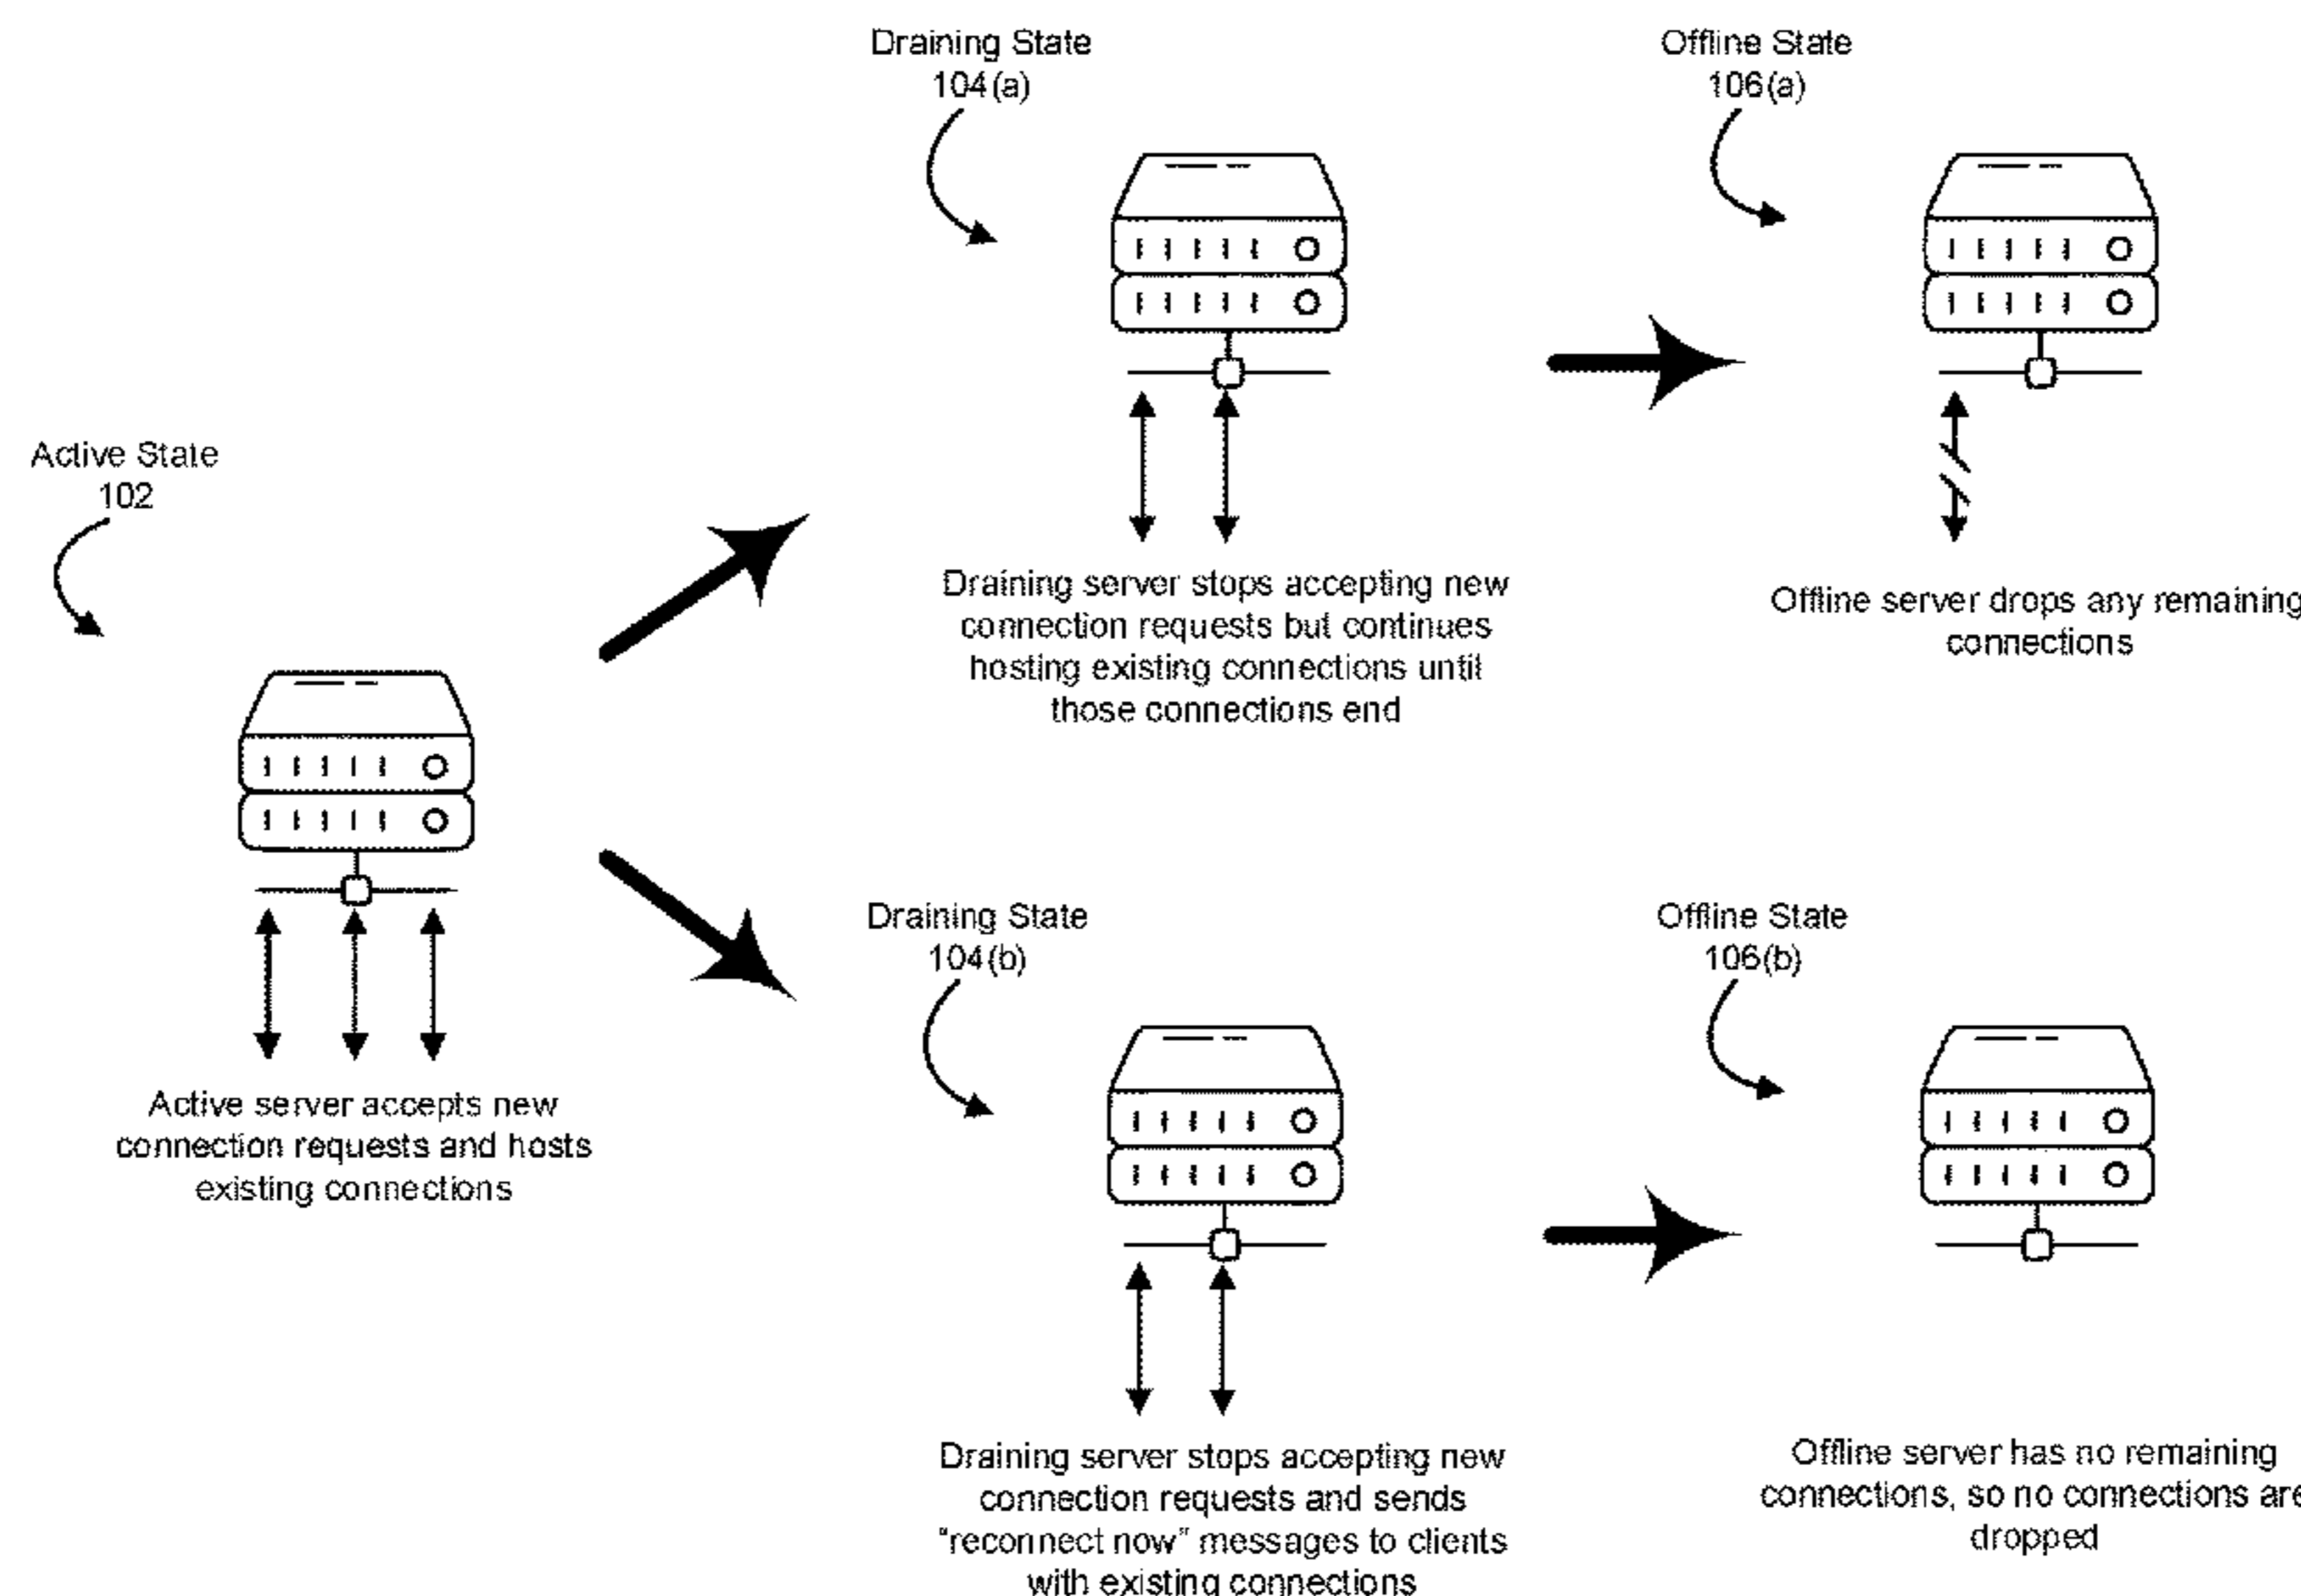 Draining State
104(a)
Offline State
106(a)
Active State
102
Draining server stops accepting new
connection requests but continues
hosting existing connections until
those connections end
Offline server drops any remaining
connections
Draining State
104(b)
Offline State
106(b)
Active server accepts new
connection requests and hosts
existing connections
Draining server stops accepting new
connection requests and sends
"reconnect now" messages to clients
with existing connections
Offline server has no remaining
connections, so no connections are
dropped